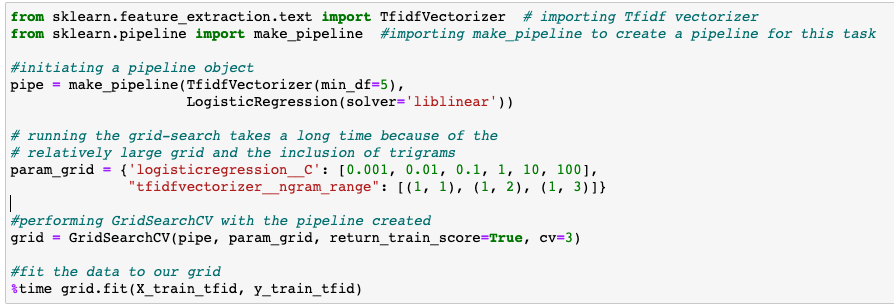 from sklearn.feature_extraction.text import TfidfVectorizer  # importing Tfidf vectorizer
from sklearn.pipeline import make_pipeline  #importing make_pipeline to create a pipeline for this task

#initiating a pipeline object
pipe = make_pipeline(TfidfVectorizer(min_df=5),
                     LogisticRegression(solver='liblinear'))

# running the grid-search takes a long time because of the
# relatively large grid and the inclusion of trigrams
param_grid = {'logisticregression__C': [0.001, 0.01, 0.1, 1, 10, 100],
              "tfidfvectorizer__ngram_range": [(1, 1), (1, 2), (1, 3)]}

#performing GridSearchCV with the pipeline created
grid = GridSearchCV(pipe, param_grid, return_train_score=True, cv=3)

#fit the data to our grid
%time grid.fit(X_train_tfid, y_train_tfid)